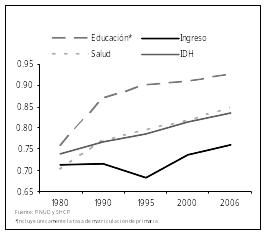 Educación* Ingreso
Salud IDH
0.95
0.90
0.85
0.80
0.75
0.70
0.65
1980 1990 1995 2000 2006
Fuente: PNUD y SHCP
*Incluye únicamente la tasa de matriculación de primaria